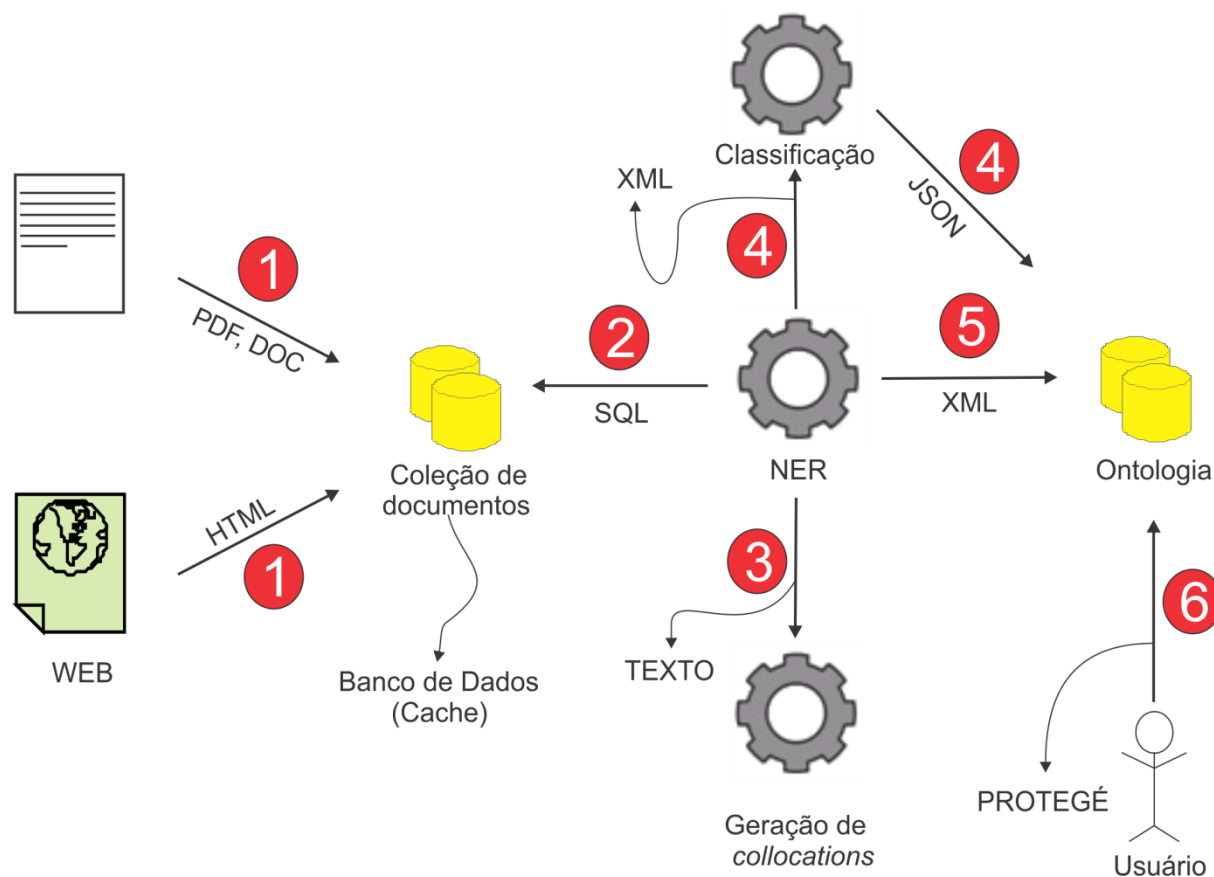 Classificação
XML
4
JSON
4
1
PDF, DOC
2
SQL
5
XML
Coleção de
documentos
NER
Ontologia
HTML
1
3
6
WEB
Banco de Dados
(Cache)
TEXTO
PROTEGÉ
Geração de
collocations
Usuário